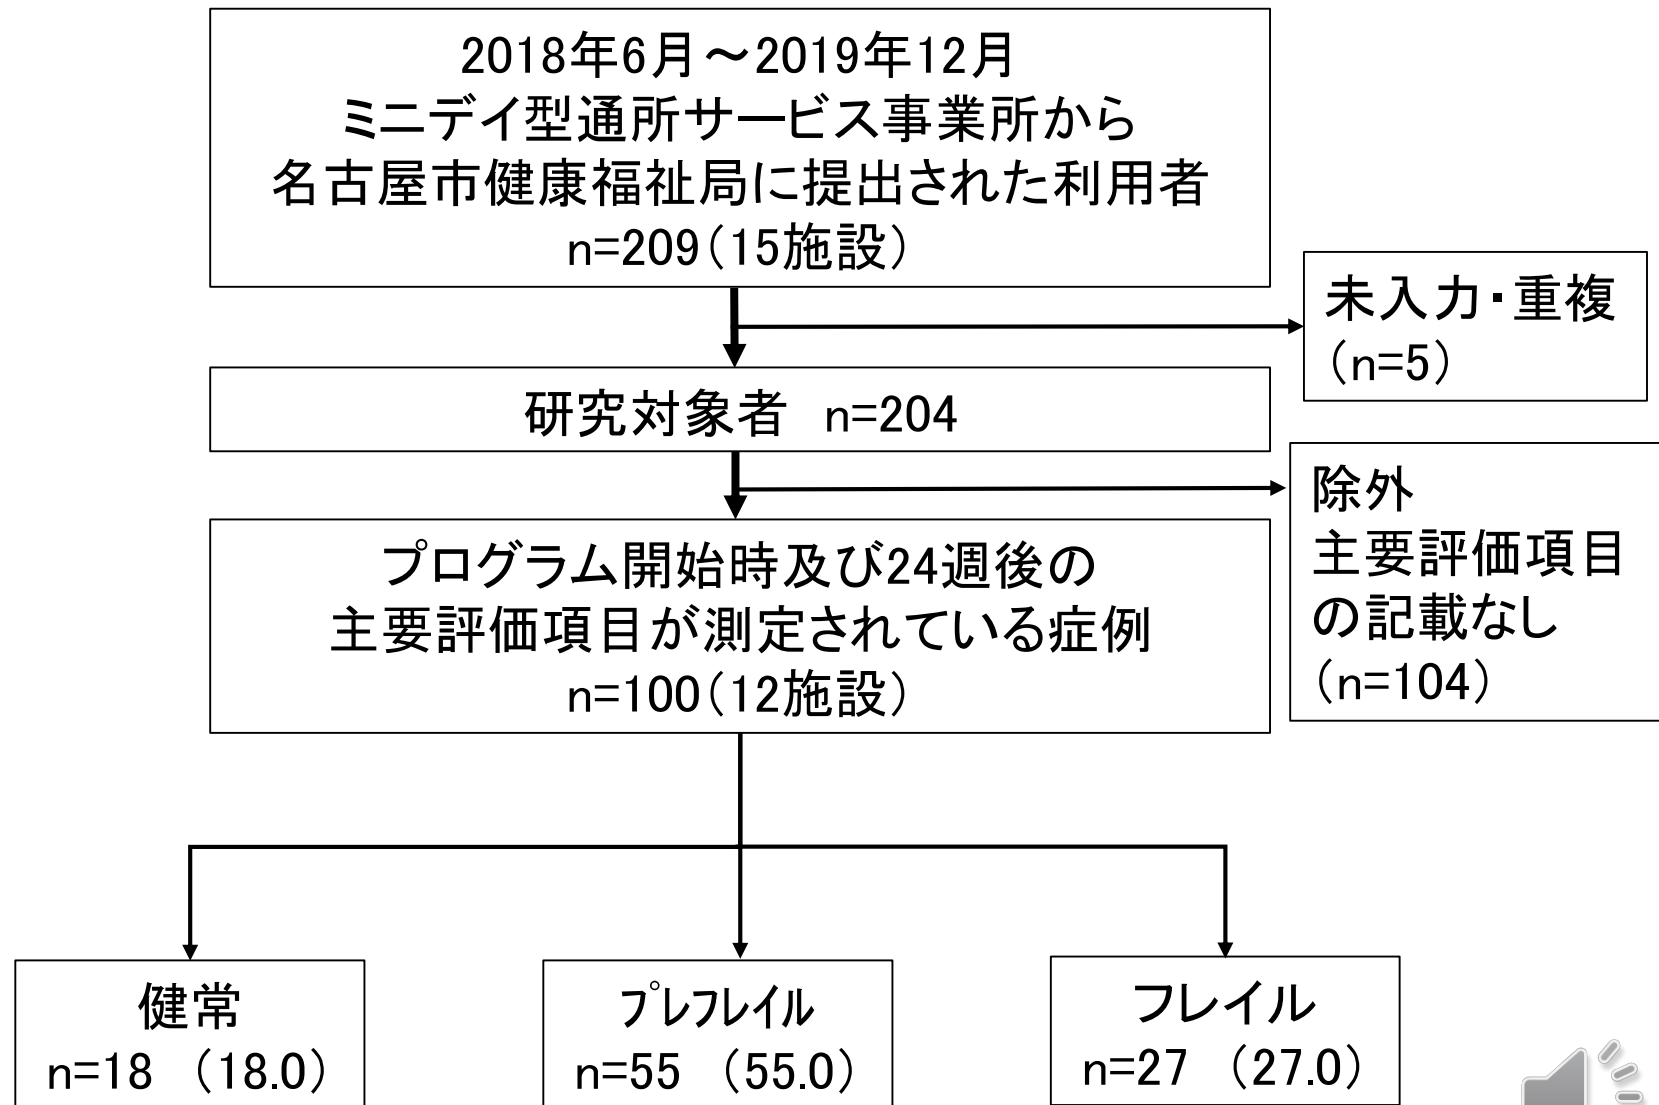 2018年6月～2019年12月
ミニデイ型通所サービス事業所から
名古屋市健康福祉局に提出された利用者
n=209（15施設）
未入力・重複
（n=5）
研究対象者　n=204
除外
主要評価項目
の記載なし
（n=104）
プログラム開始時及び24週後の
主要評価項目が測定されている症例
n=100（12施設）
健常
n=18　（18.0）
プレフレイル
n=55　（55.0）
フレイル
n=27　（27.0）